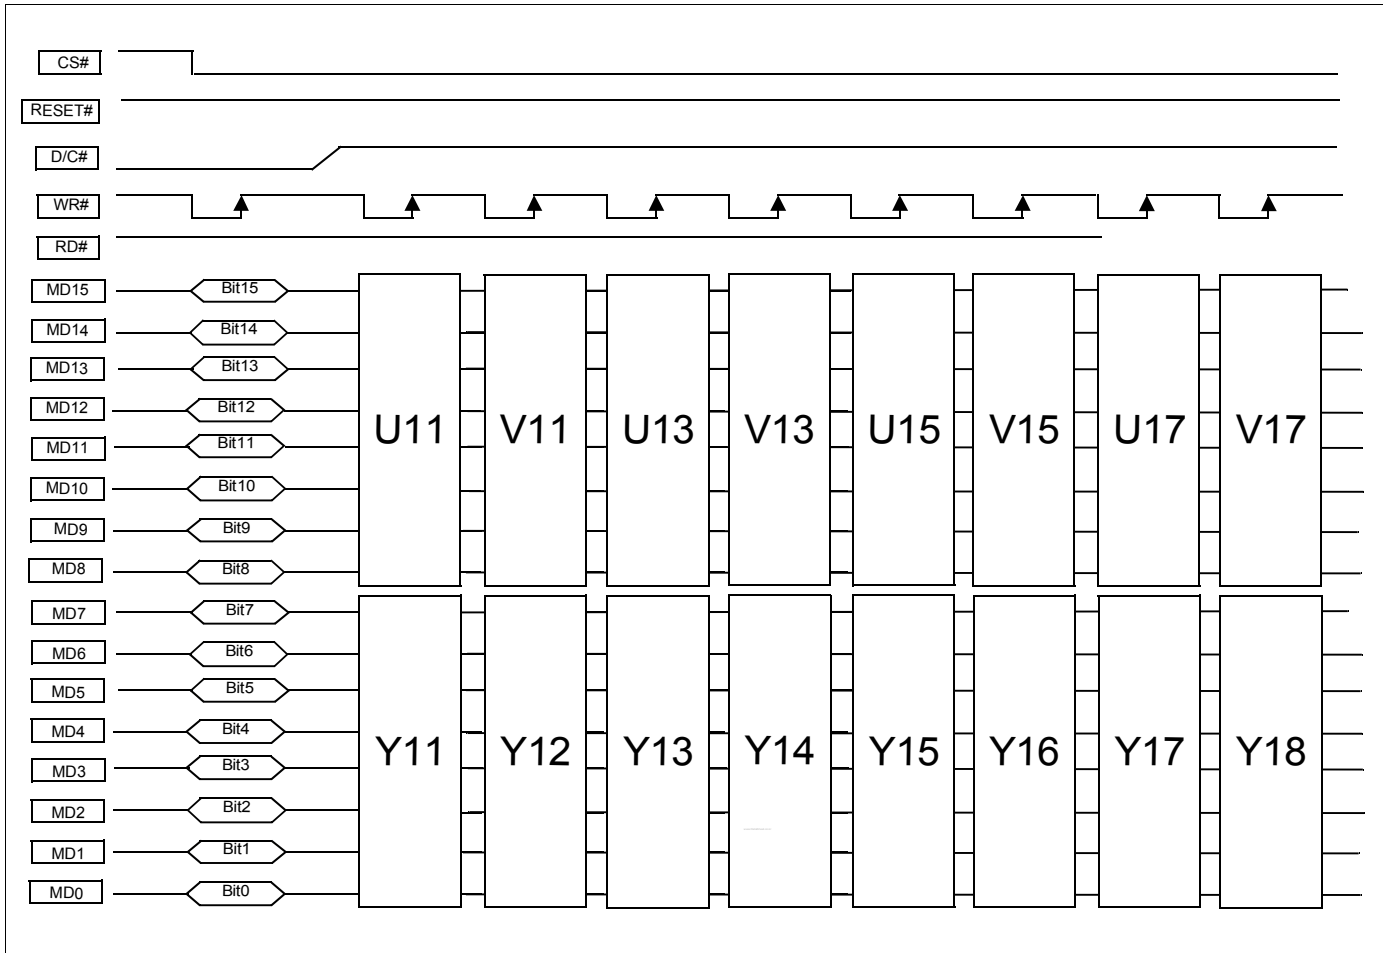 CS#
RESET#
D/C#
WR#
RD#
MD15 Bit15
MD14 Bit14
MD13 Bit13
MD12 Bit12
MD11 Bit11
U11 V11 U13 V13 U15 V15 U17 V17
MD10 Bit10
MD9 Bit9
MD8 Bit8
MD7 Bit7
MD6 Bit6
MD5 Bit5
MD4 Bit4
Y11 Y12 Y13 Y14 Y15 Y16 Y17 Y18
MD3 Bit3
MD2 Bit2
MD1 Bit1
MD0 Bit0